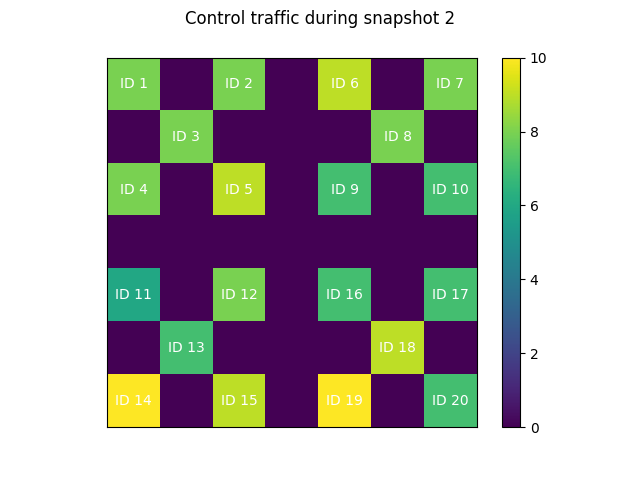 Control traffic during snapshot 2
ID 1 ID 2 ID 6 ID 7
ID 3 ID 8
ID 4 ID 5 ID 9 ID 10
ID 11 ID 12 ID 16 ID 17
ID 13 ID 18
ID 14 ID 15 ID 19 ID 20
10
8
6
4
2
0